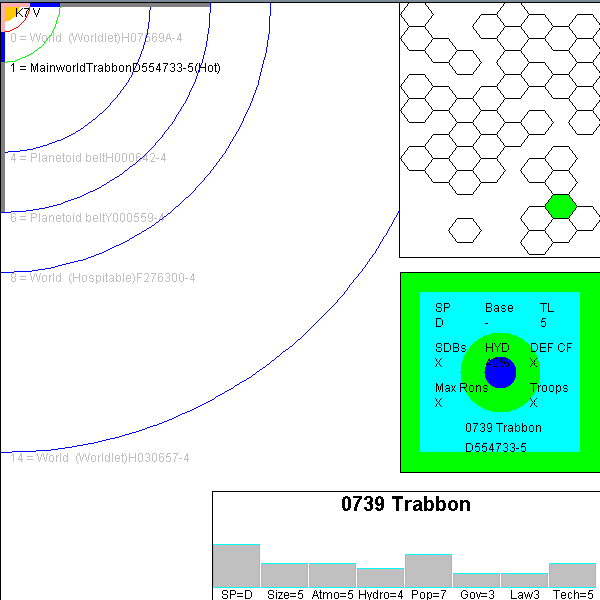 K7 V
0 = World  (Worldlet)H07569A-4
1 = MainworldTrabbonD554733-5(Hot)
4 = Planetoid beltH000642-4
6 = Planetoid beltY000559-4
8 = World  (Hospitable)F276300-4
14 = World  (Worldlet)H030657-4
SP Base TL
D - 5
SDBs HYD DEF CF
X 40% X
Max Rons Troops
X X
0739 Trabbon
D554733-5
0739 Trabbon
SP=D Size=5 Atmo=5 Hydro=4 Pop=7 Gov=3 Law3 Tech=5